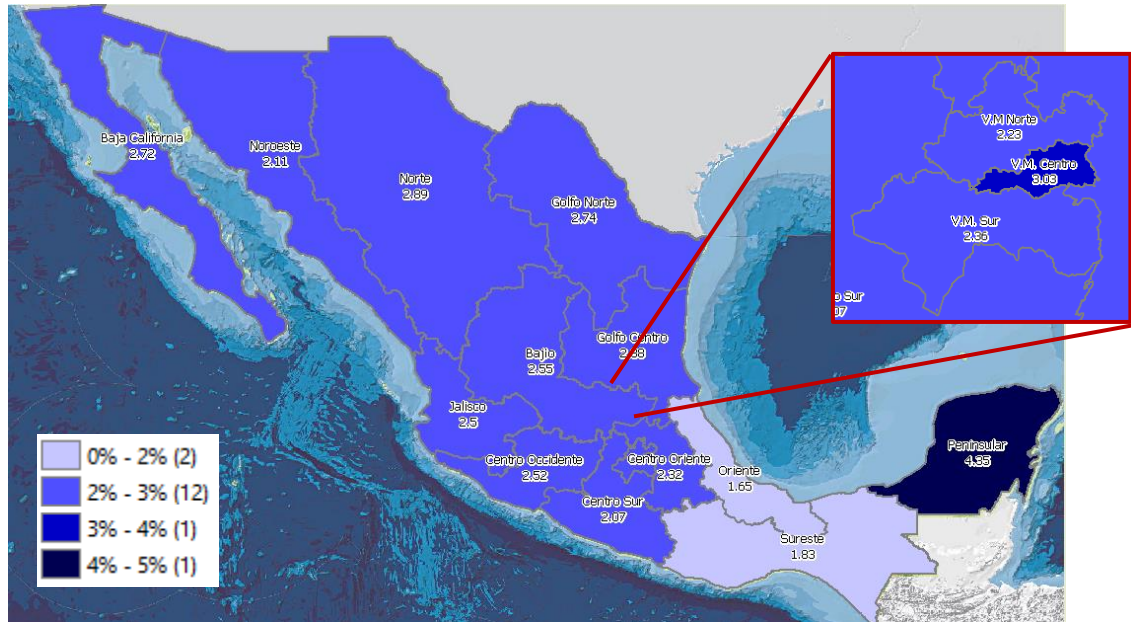 Baja California
2.72
Noroeste
2.11
Norte
2.89
Golfo Norte
2.74
V.M Norte
2.23
V.M. Centro
3.03
V.M. Sur
2.36
o Sur
07
Golfo Centro
Bajío
2.55
Jalisco
2.5
Centro Occidente
2.52
Centro Oriente
2.32
Centro Sur
2.07
Oriente
1.65
Sureste
1.83
Peninsular
4.35
0% - 2% (2)
2% - 3% (12)
3% - 4% (1)
4% - 5% (1)